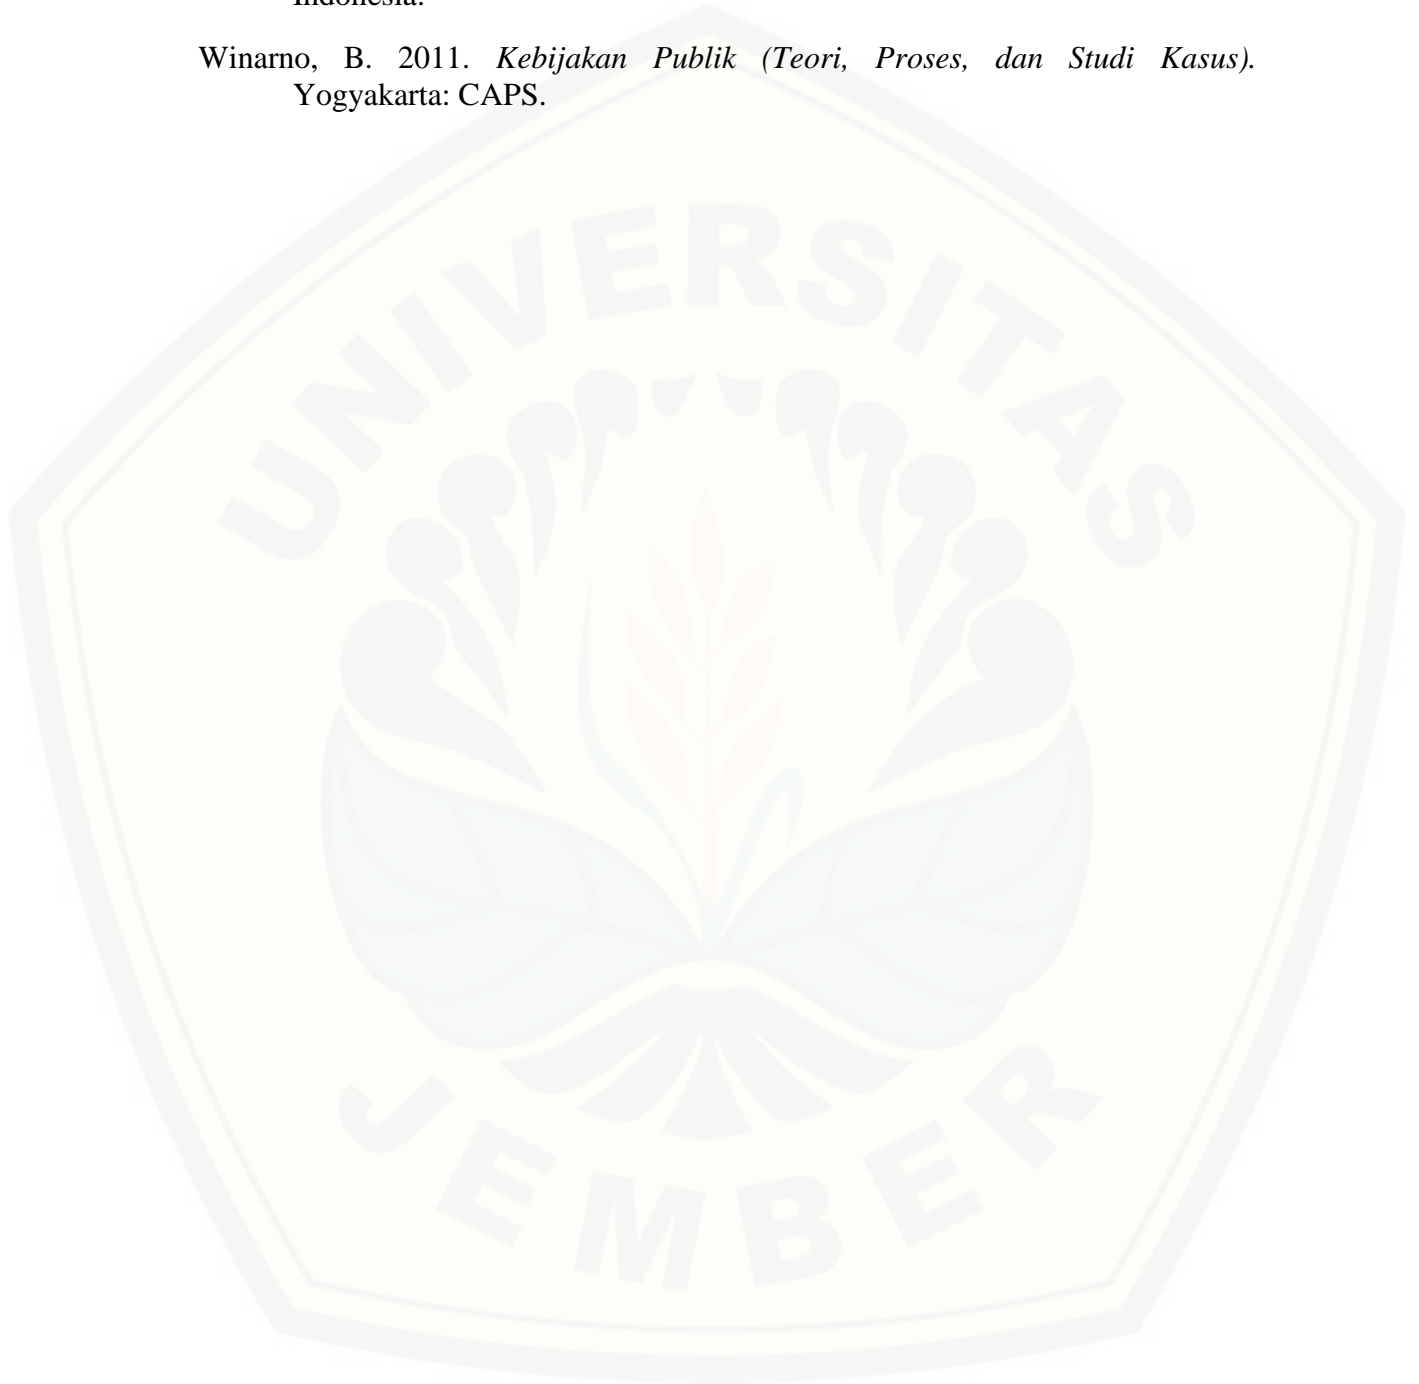 Indonesia.
Winarno, B. 2011. Kebijakan Publik (Teori, Proses, dan Studi Kasus).
Yogyakarta: CAPS.
UNIVERSITAS
JEMBER